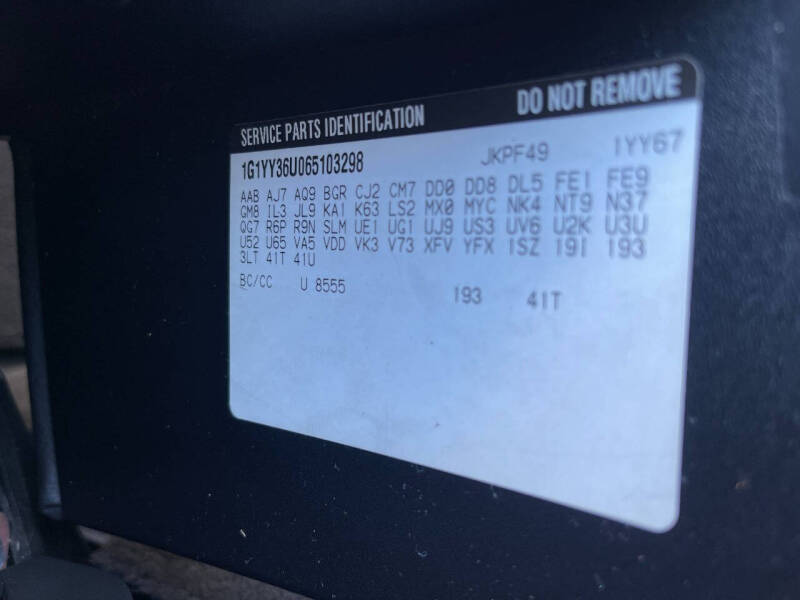 SERVICE PARTS IDENTIFICATION DO NOT REMOVE
1G1YY36U065103298 JKPF49 1YY67
AAB AJ7 AQ9 BGR CJ2 CM7 DD0 DD8 DL5 FE1 FE9
GM8 IL3 JL9 KA1 K63 LS2 MX0 MYC NK4 NT9 N37
QG7 R6P R9N SLM UE1 UG1 UJ9 US3 UV6 U2K U3U
U52 U65 VA5 VDD VK3 V73 XFV YFX 1SZ 19I 193
3LT 41T 41U
BC/CC U 8555 193 41T